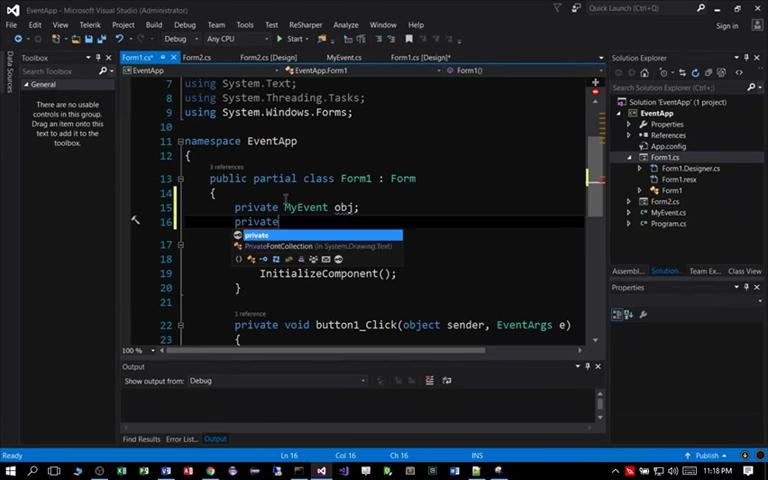 EventApp - Microsoft Visual Studio (Administrator)
Quick Launch (Ctrl+Q)
File Edit View Telerik Project Build Debug Team Tools Test ReSharper Analyze Window Help
Sign in
Debug Any CPU Start
Data Sources
Toolbox
Search Toolbox
General
There are no usable
controls in this group.
Drag an item onto this
text to add it to the
toolbox.
Form1.cs* Form2.cs Form2.cs [Design] MyEvent.cs Form1.cs [Design]*
EventApp EventApp.Form1 Form1()
7 using System.Text;
8 using System.Threading.Tasks;
9 using System.Windows.Forms;
10
11 namespace EventApp
12 {
3 references
13 public partial class Form1 : Form
14 {
15 private MyEvent obj;
16 private
private
PrivateFontCollection (in System.Drawing.Text)
17
18
19 InitializeComponent();
20 }
21
1 reference
22 private void button1_Click(object sender, EventArgs e)
23 {
100 %
Output
Show output from: Debug
Find Results Error List... Output
Solution Explorer
Search Solution Explorer (Ctrl+;)
Solution 'EventApp' (1 project)
EventApp
Properties
References
App.config
Form1.cs
Form1.Designer.cs
Form1.resx
Form1
Form2.cs
MyEvent.cs
Program.cs
Assembl... Solution... Team Ex... Class View
Properties
Ready Ln 16 Col 16 Ch 16 INS Publish
11:18 PM